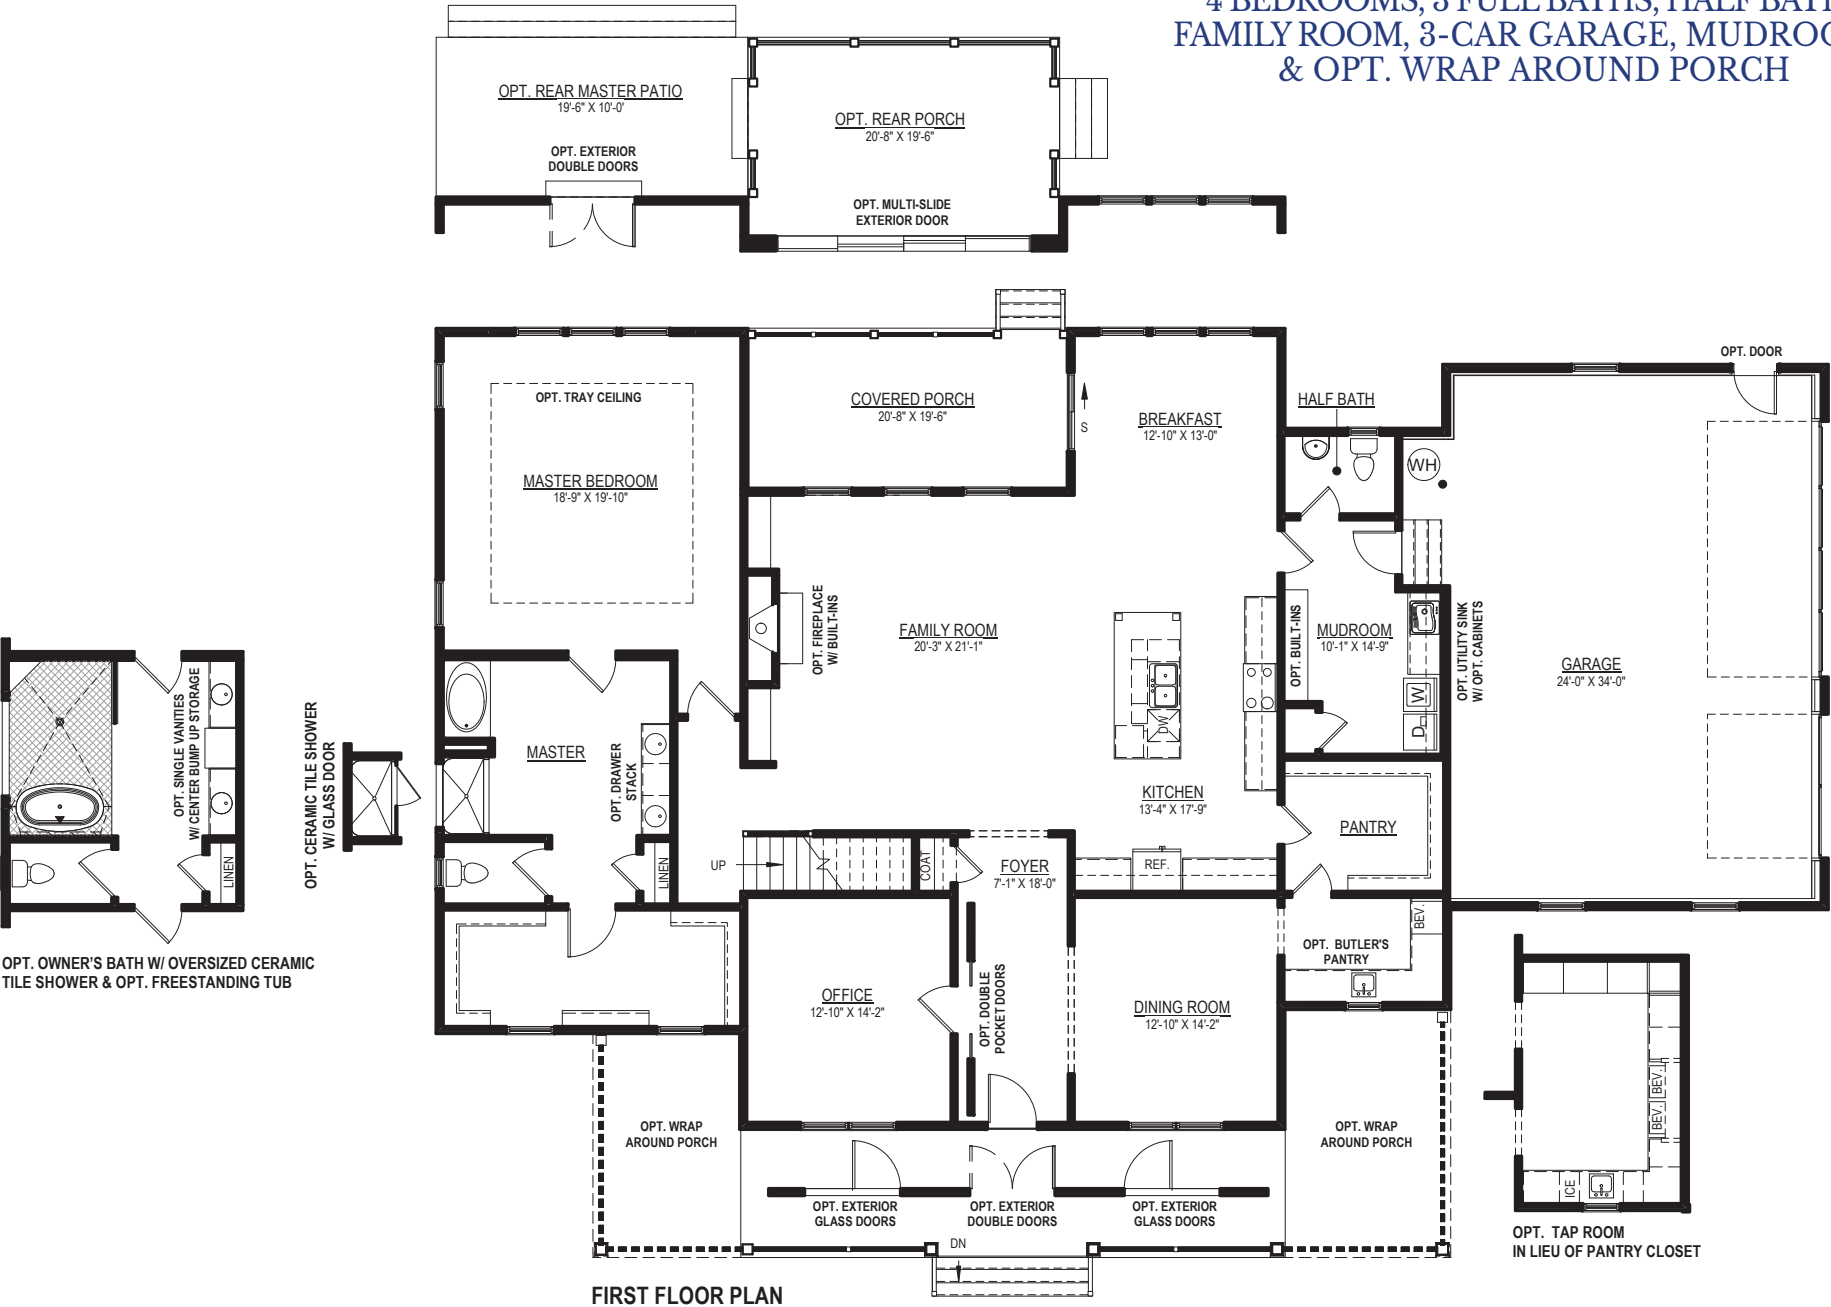 4 BEDROOMS, 3 FULL BATHS, HALF BATH
FAMILY ROOM, 3-CAR GARAGE, MUDROO
& OPT. WRAP AROUND PORCH
OPT. REAR MASTER PATIO
19'-6" X 10'-0'
OPT. EXTERIOR
DOUBLE DOORS
OPT. REAR PORCH
20'-8" X 19'-6"
OPT. MULTI-SLIDE
EXTERIOR DOOR
OPT. TRAY CEILING
MASTER BEDROOM
18'-9" X 19'-10"
COVERED PORCH
20'-8" X 19'-6"
S
BREAKFAST
12'-10" X 13'-0"
HALF BATH
WH
OPT. DOOR
OPT. FIREPLACE
W/ BUILT-INS
FAMILY ROOM
20'-3" X 21'-1"
DW
KITCHEN
13'-4" X 17'-9"
OPT. BUILT-INS
MUDROOM
10'-1" X 14'-9"
W
D
OPT. UTILITY SINK
W/ OPT. CABINETS
GARAGE
24'-0" X 34'-0"
OPT. SINGLE VANITIES
W/ CENTER BUMP UP STORAGE
LINEN
OPT. OWNER'S BATH W/ OVERSIZED CERAMIC
TILE SHOWER & OPT. FREESTANDING TUB
OPT. CERAMIC TILE SHOWER
W/ GLASS DOOR
MASTER
OPT. DRAWER
STACK
LINEN
UP
COAT
FOYER
7'-1" X 18'-0"
REF.
PANTRY
OPT. BUTLER'S
PANTRY
BEV.
OFFICE
12'-10" X 14'-2"
OPT. DOUBLE
POCKET DOORS
DINING ROOM
12'-10" X 14'-2"
OPT. WRAP
AROUND PORCH
OPT. WRAP
AROUND PORCH
OPT. EXTERIOR
GLASS DOORS
OPT. EXTERIOR
DOUBLE DOORS
OPT. EXTERIOR
GLASS DOORS
DN
BEV.
BEV.
ICE
OPT. TAP ROOM
IN LIEU OF PANTRY CLOSET
FIRST FLOOR PLAN